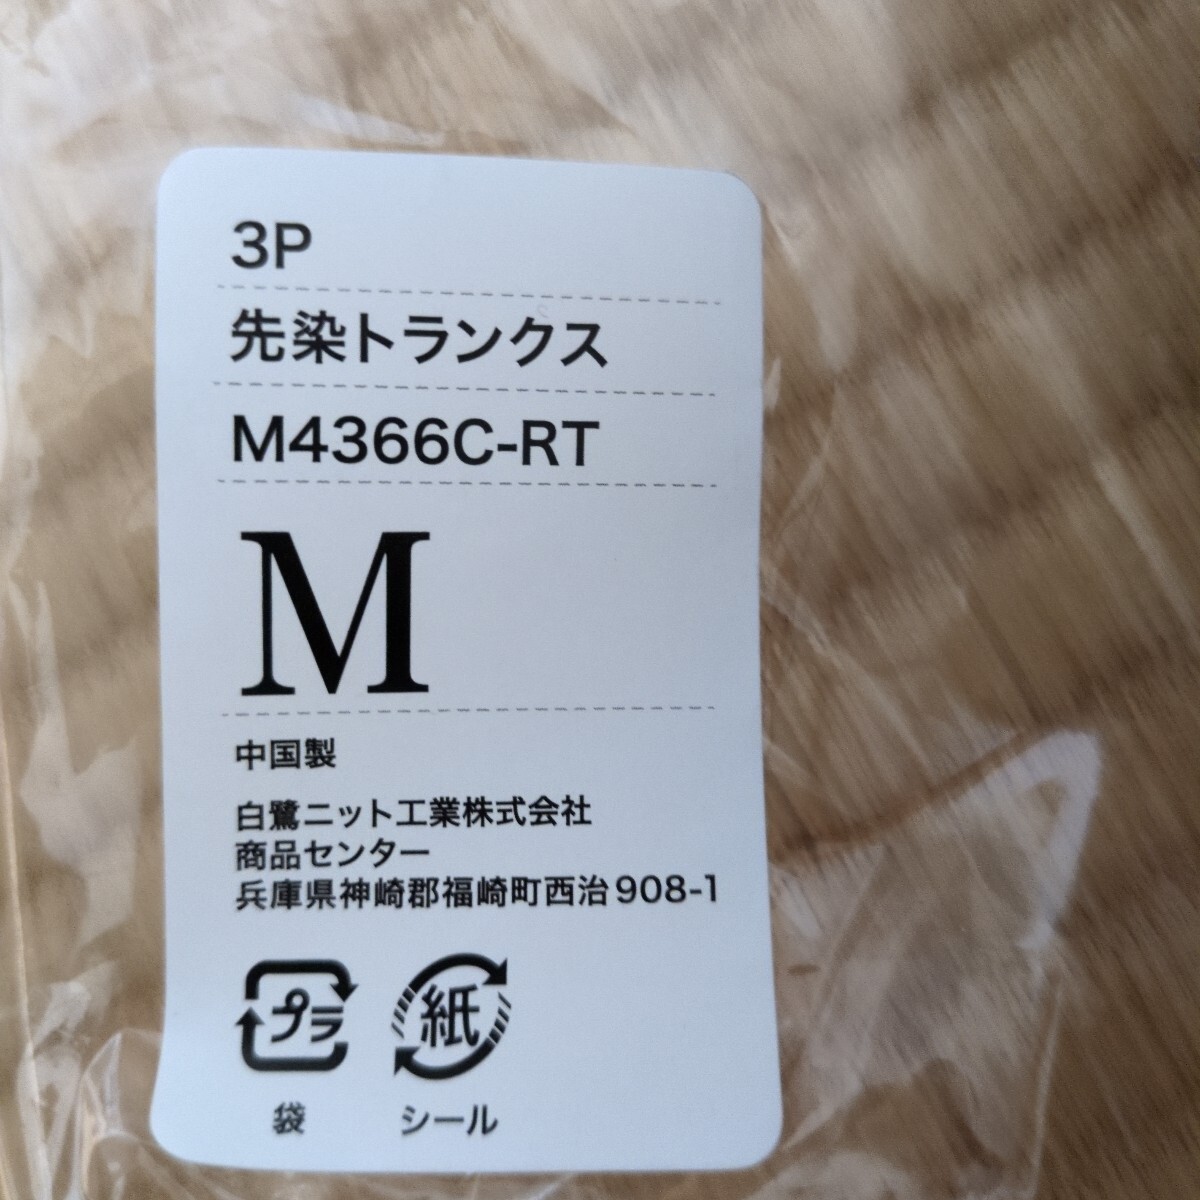 3P
先染トランクス
M4366C-RT
M
中国製
白鷺ニット工業株式会社
商品センター
兵庫県神崎郡福崎町西治908-1
プラ 紙
袋 シール